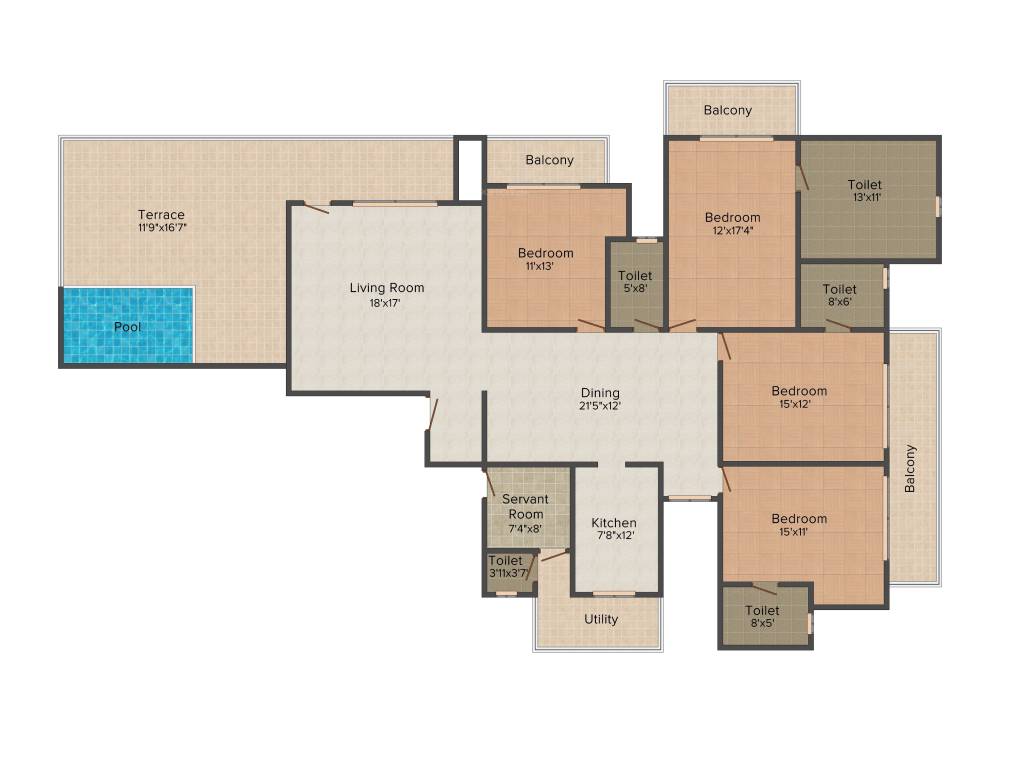 Balcony
Balcony
Toilet
13'x11'
Terrace
11'9"x16'7"
Bedroom
12'x17'4"
Bedroom
11'x13'
Toilet
5'x8'
Living Room
18'x17'
Toilet
8'x6'
Pool
Dining
21'5"x12'
Bedroom
15'x12'
Balcony
Servant
Room
7'4"x8'
Kitchen
7'8"x12'
Bedroom
15'x11'
Toilet
3'11x3'7'
Utility
Toilet
8'x5'